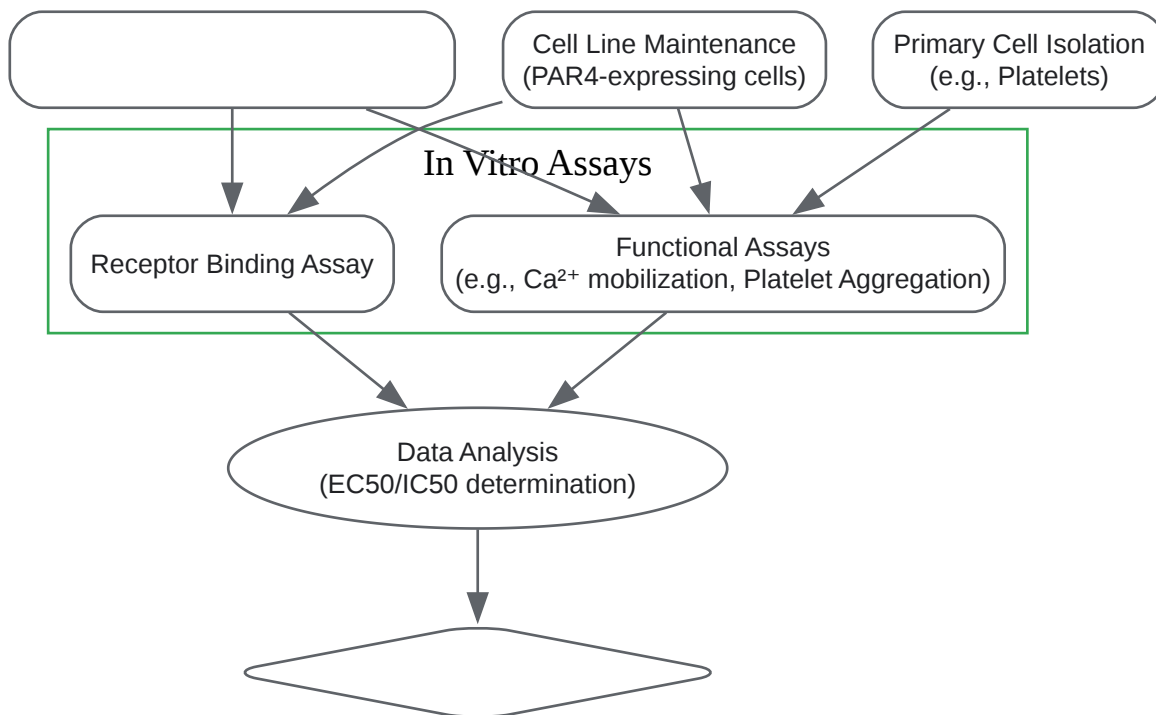 Cell Line Maintenance
(PAR4-expressing cells)
Primary Cell Isolation
(e.g., Platelets)
In Vitro Assays
Receptor Binding Assay
Functional Assays
(e.g., Ca²⁺ mobilization, Platelet Aggregation)
Data Analysis
(EC50/IC50 determination)